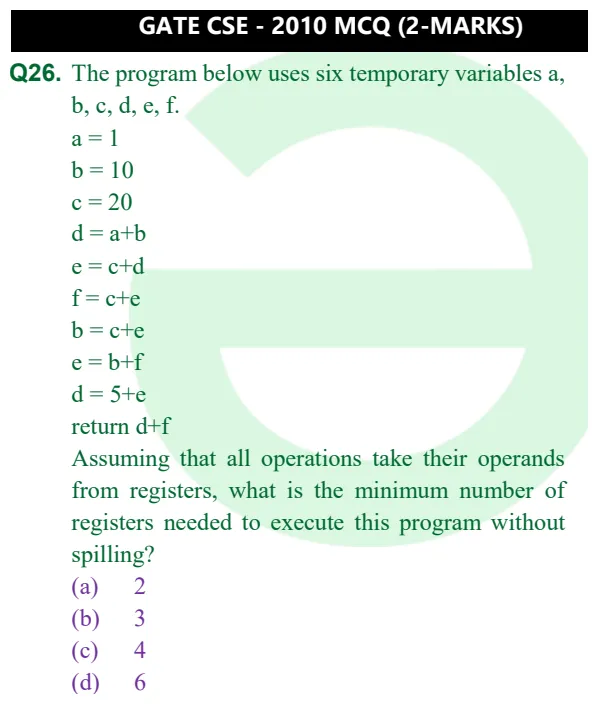 GATE CSE - 2010 MCQ (2-MARKS)
Q26. The program below uses six temporary variables a,
b, c, d, e, f.
a = 1
b = 10
c = 20
d = a+b
e = c+d
f = c+e
b = c+e
e = b+f
d = 5+e
return d+f
Assuming that all operations take their operands
from registers, what is the minimum number of
registers needed to execute this program without
spilling?
(a) 2
(b) 3
(c) 4
(d) 6